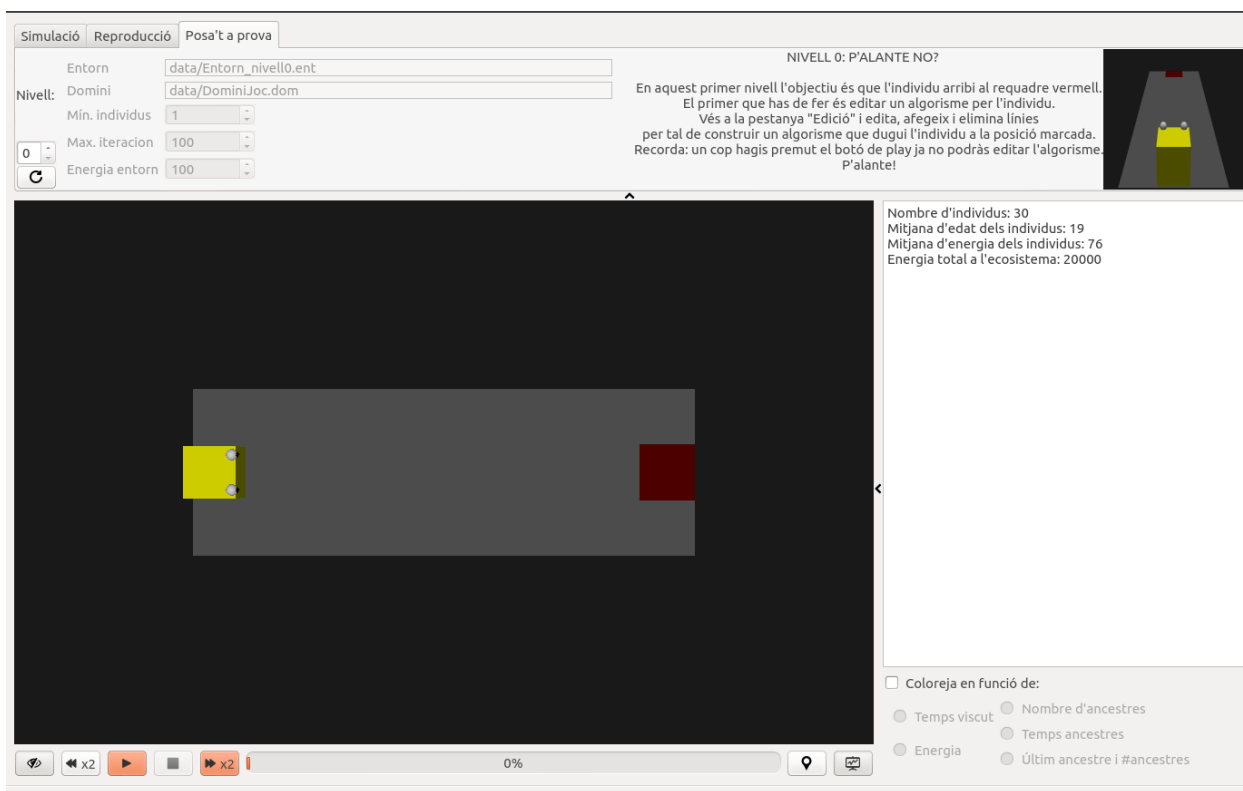 Simulació Reproducció Posa't a prova
NIVELL 0: P'ALANTE NO?
En aquest primer nivell l'objectiu és que l'individu arribi al requadre vermell.
El primer que has de fer és editar un algorisme per l'individu.
Vés a la pestanya "Edició" i edita, afegeix i elimina línies
per tal de construir un algorisme que dugui l'individu a la posició marcada.
Recorda: un cop hagis premut el botó de play ja no podràs editar l'algorisme.
P'alante!
Nivell:
0
Entorn data/Entorn_nivell0.ent
Domini data/DominiJoc.dom
Mín. individus 1
Max. iteracion 100
Energia entorn 100
Nombre d'individus: 30
Mitjana d'edat dels individus: 19
Mitjana d'energia dels individus: 76
Energia total a l'ecosistema: 20000
Coloreja en funció de:
Temps viscut
Energia
Nombre d'ancestres
Temps ancestres
Últim ancestre i #ancestres
x2
x2
0%